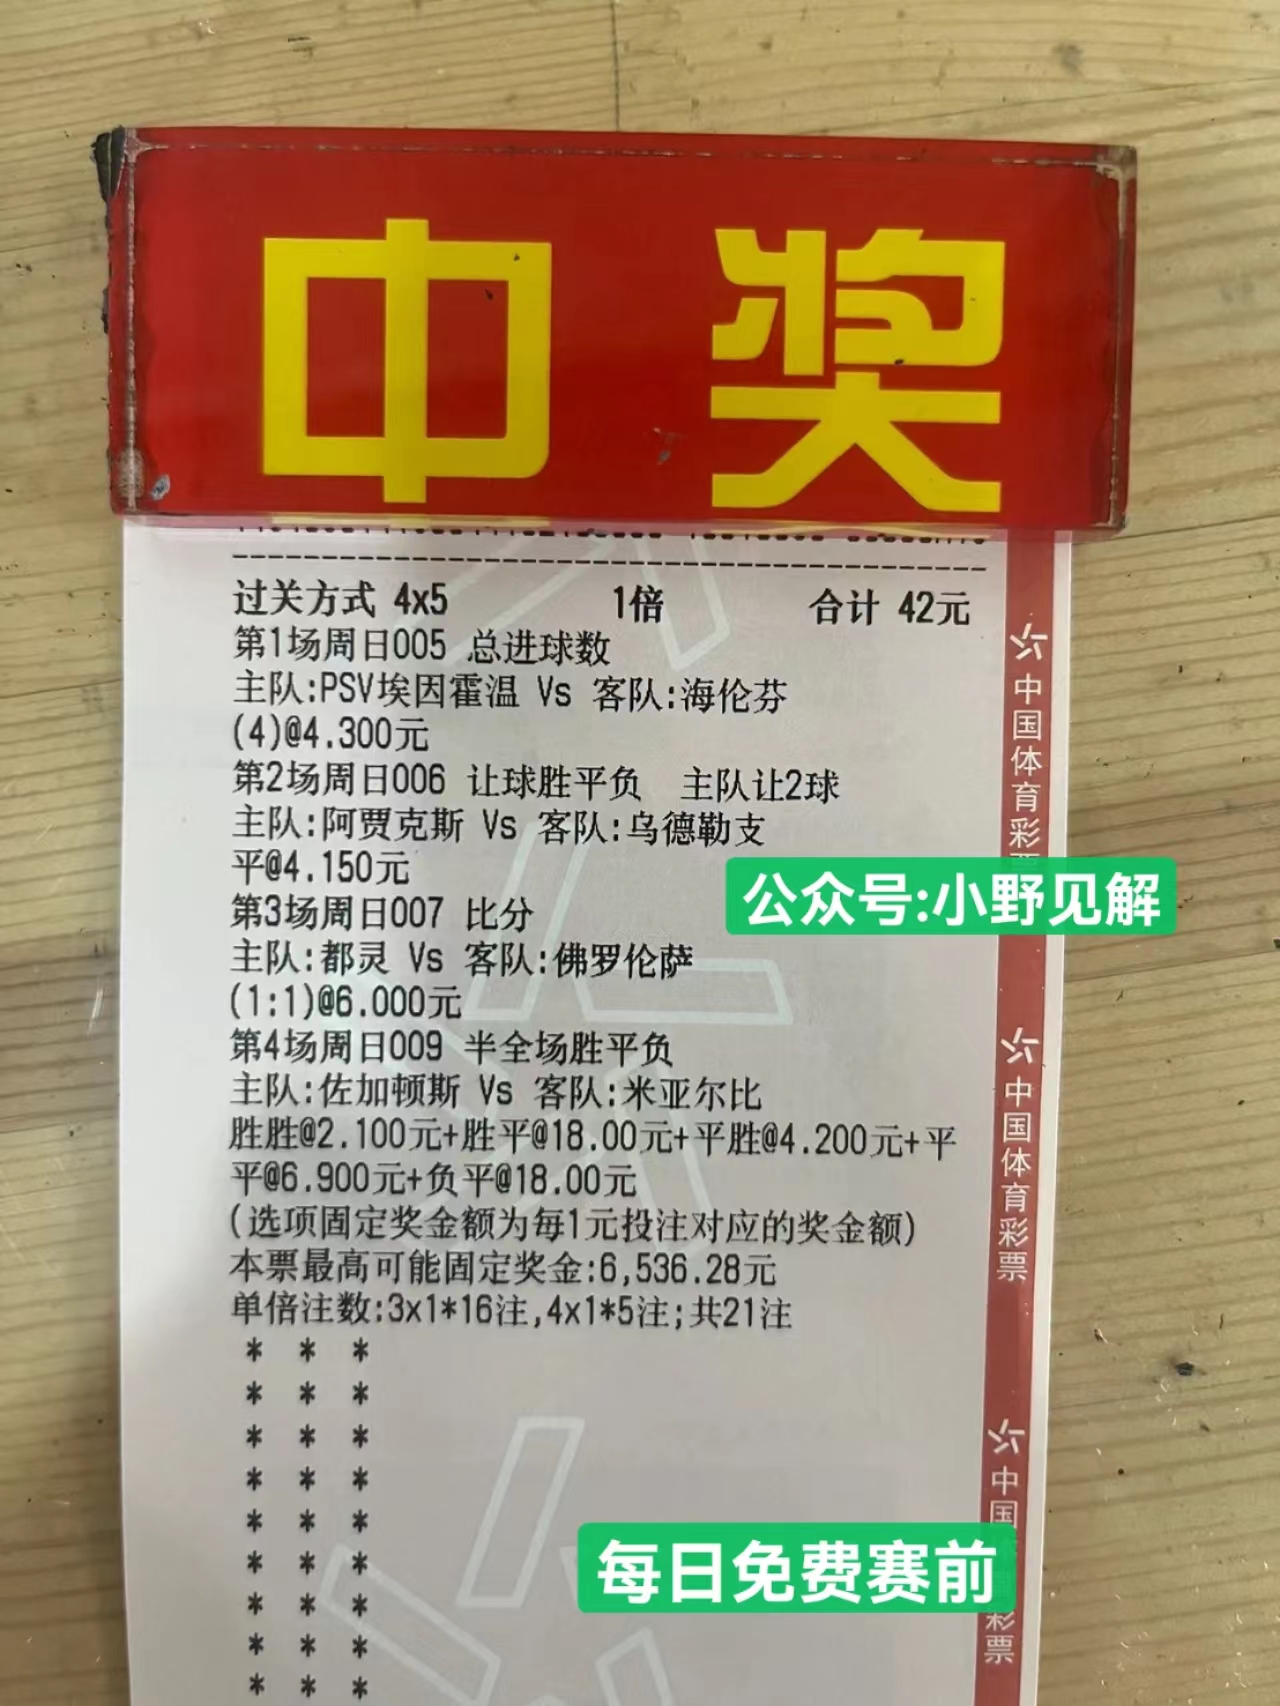 中奖
过关方式 4x5 1倍 合计 42元
第1场周日005 总进球数
主队:PSV埃因霍温 Vs 客队:海伦芬
(4)@4.300元
第2场周日006 让球胜平负 主队让2球
主队:阿贾克斯 Vs 客队:乌德勒支
平@4.150元
第3场周日007 比分
主队:都灵 Vs 客队:佛罗伦萨
(1:1)@6.000元
第4场周日009 半全场胜平负
主队:佐加顿斯 Vs 客队:米亚尔比
胜胜@2.100元+胜平@18.00元+平胜@4.200元+平
平@6.900元+负平@18.00元
(选项固定奖金额为每1元投注对应的奖金额)
本票最高可能固定奖金:6,536.28元
单倍注数:3x1*16注,4x1*5注;共21注
* * *
* * *
* * *
* * *
* * *
* * *
* * *
* * *
* * *
中国体育彩票
中国体育彩票
中国 彩票
公众号:小野见解
每日免费赛前